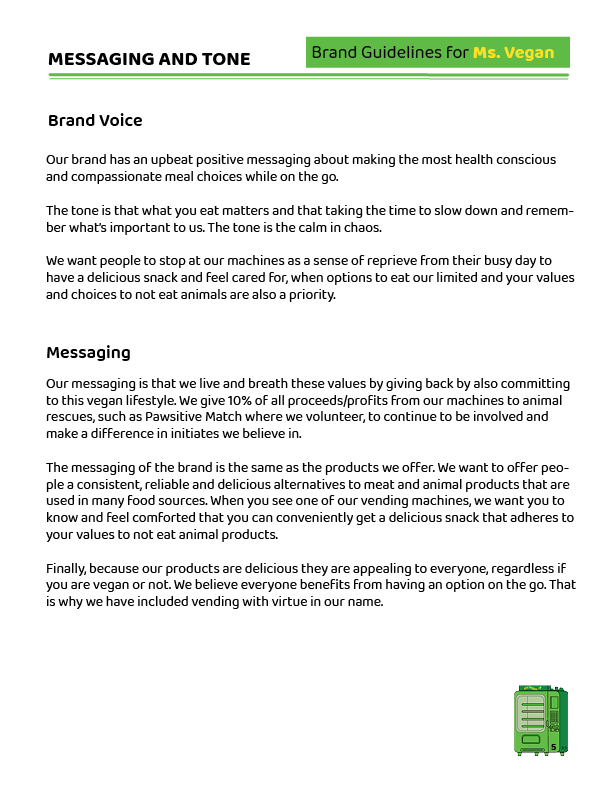 MESSAGING AND TONE
Brand Guidelines for Ms. Vegan
Brand Voice
Our brand has an upbeat positive messaging about making the most health conscious
and compassionate meal choices while on the go.
The tone is that what you eat matters and that taking the time to slow down and remem-
ber what's important to us. The tone is the calm in chaos.
We want people to stop at our machines as a sense of reprieve from their busy day to
have a delicious snack and feel cared for, when options to eat our limited and your values
and choices to not eat animals are also a priority.
Messaging
Our messaging is that we live and breath these values by giving back by also committing
to this vegan lifestyle. We give 10% of all proceeds/profits from our machines to animal
rescues, such as Pawsitive Match where we volunteer, to continue to be involved and
make a difference in initiates we believe in.
The messaging of the brand is the same as the products we offer. We want to offer peo-
ple a consistent, reliable and delicious alternatives to meat and animal products that are
used in many food sources. When you see one of our vending machines, we want you to
know and feel comforted that you can conveniently get a delicious snack that adheres to
your values to not eat animal products.
Finally, because our products are delicious they are appealing to everyone, regardless if
you are vegan or not. We believe everyone benefits from having an option on the go. That
is why we have included vending with virtue in our name.
5